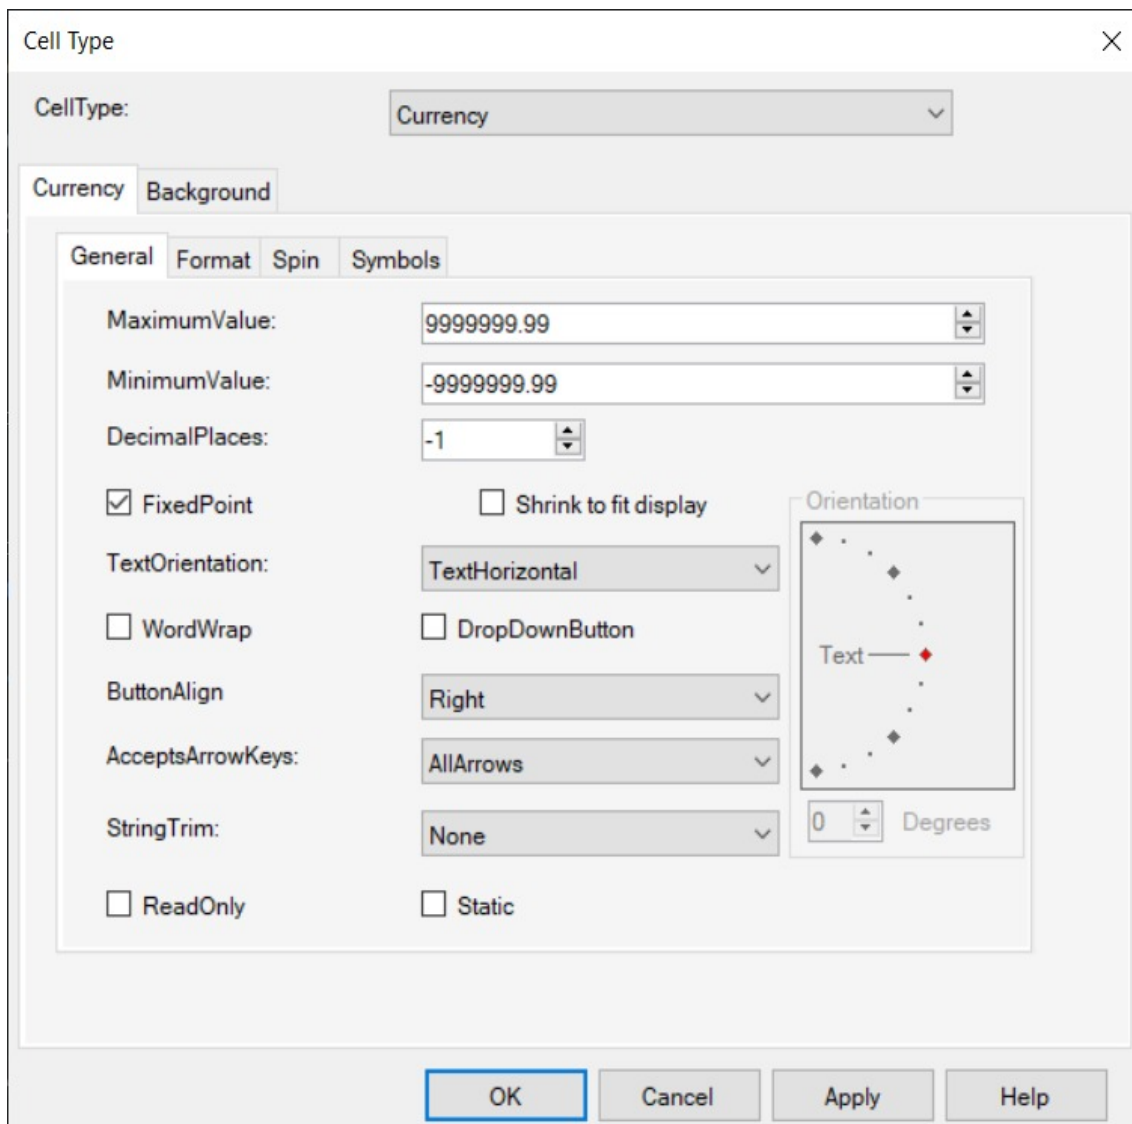 Cell Type
CellType: Currency
Currency Background
General Format Spin Symbols
MaximumValue: 9999999.99
MinimumValue: -9999999.99
DecimalPlaces: -1
FixedPoint Shrink to fit display Orientation
TextOrientation: TextHorizontal
WordWrap DropDownButton Text
ButtonAlign Right
AcceptsArrowKeys: AllArrows
StringTrim: None 0 Degrees
ReadOnly Static
OK Cancel Apply Help